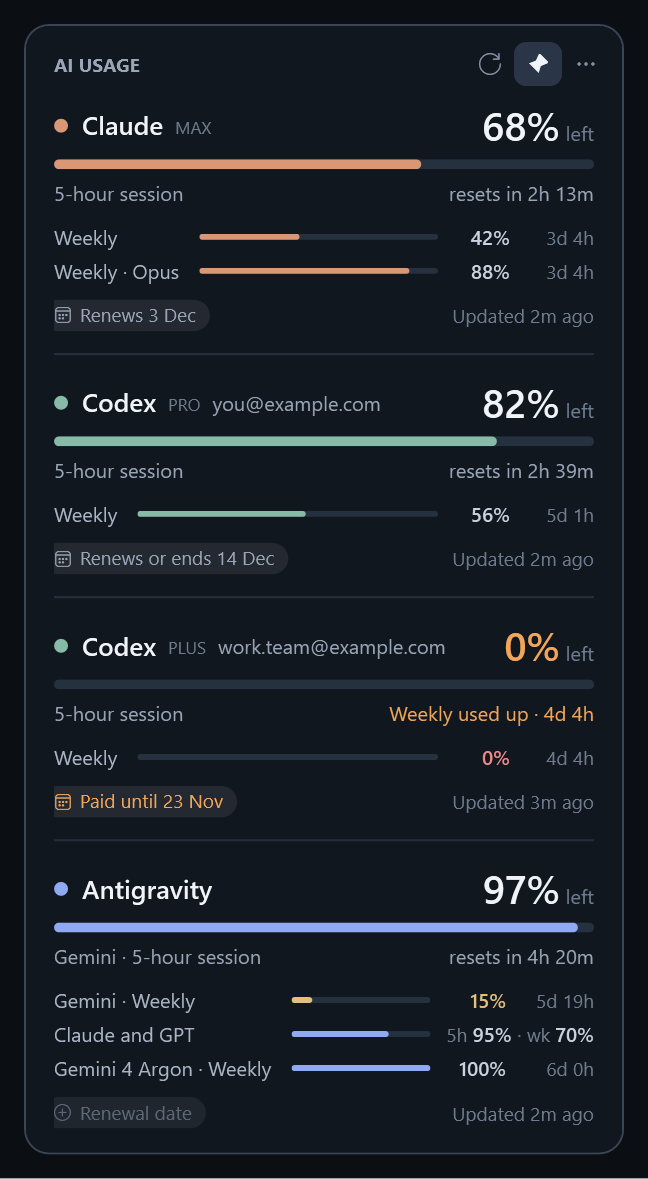 AI USAGE
Claude MAX 68% left
5-hour session resets in 2h 13m
Weekly 42% 3d 4h
Weekly · Opus 88% 3d 4h
Renews 3 Dec Updated 2m ago
Codex PRO you@example.com 82% left
5-hour session resets in 2h 39m
Weekly 56% 5d 1h
Renews or ends 14 Dec Updated 2m ago
Codex PLUS work.team@example.com 0% left
5-hour session Weekly used up · 4d 4h
Weekly 0% 4d 4h
Paid until 23 Nov Updated 3m ago
Antigravity 97% left
Gemini · 5-hour session resets in 4h 20m
Gemini · Weekly 15% 5d 19h
Claude and GPT 5h 95% · wk 70%
Gemini 4 Argon · Weekly 100% 6d 0h
Renewal date Updated 2m ago